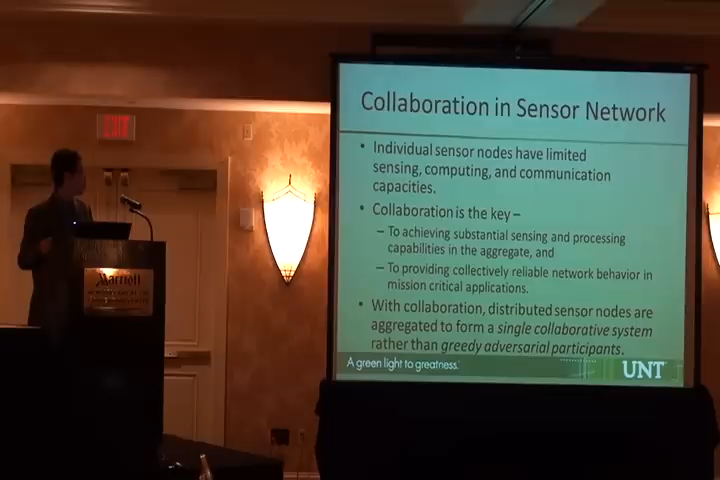 EXIT
Collaboration in Sensor Network
• Individual sensor nodes have limited
sensing, computing, and communication
capacities.
• Collaboration is the key –
– To achieving substantial sensing and processing
capabilities in the aggregate, and
– To providing collectively reliable network behavior in
mission critical applications.
• With collaboration, distributed sensor nodes are
aggregated to form a single collaborative system
rather than greedy adversarial participants.
A green light to greatness.
UNT
Marriott